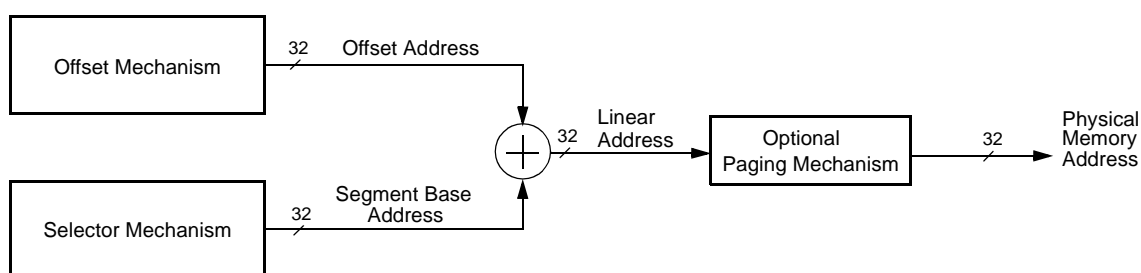 Offset Mechanism
32
Offset Address
32
Linear
Address
Optional
Paging Mechanism
32
Physical
Memory
Address
Selector Mechanism
32
Segment Base
Address